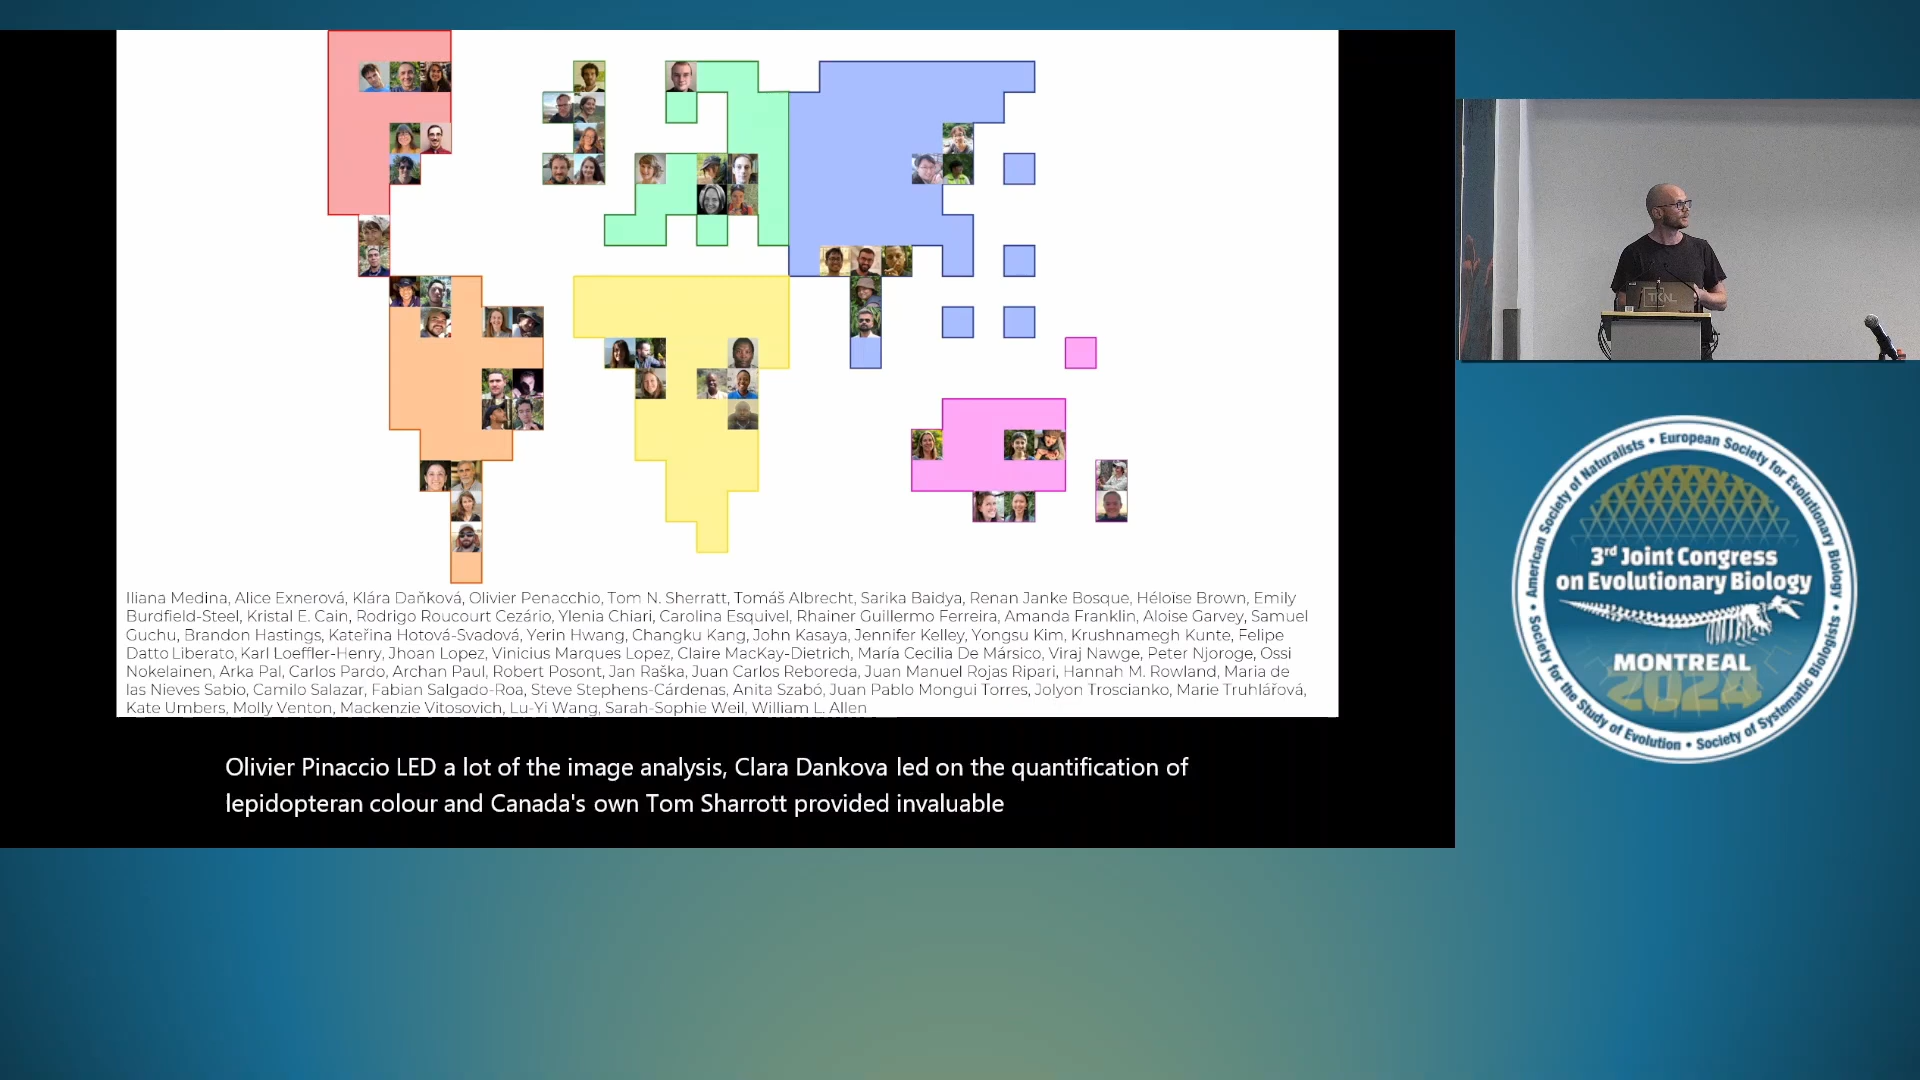 Iliana Medina, Alice Exnerová, Klára Daňková, Olivier Penacchio, Tom N. Sherratt, Tomáš Albrecht, Sarika Baidya, Renan Janke Bosque, Héloïse Brown, Emily
Burdfield-Steel, Kristal E. Cain, Rodrigo Roucourt Cezário, Ylenia Chiari, Carolina Esquivel, Rhainer Guillermo Ferreira, Amanda Franklin, Aloise Garvey, Samuel
Guchu, Brandon Hastings, Kateřina Hotová-Svadová, Yerin Hwang, Changku Kang, John Kasaya, Jennifer Kelley, Yongsu Kim, Krushnamegh Kunte, Felipe
Datto Liberato, Karl Loeffler-Henry, Jhoan Lopez, Vinicius Marques Lopez, Claire MacKay-Dietrich, María Cecilia De Mársico, Viraj Nawge, Peter Njoroge, Ossi
Nokelainen, Arka Pal, Carlos Pardo, Archan Paul, Robert Posont, Jan Raška, Juan Carlos Reboreda, Juan Manuel Rojas Ripari, Hannah M. Rowland, Maria de
las Nieves Sabio, Camilo Salazar, Fabian Salgado-Roa, Steve Stephens-Cárdenas, Anita Szabó, Juan Pablo Mongui Torres, Jolyon Troscianko, Marie Truhlářová,
Kate Umbers, Molly Venton, Mackenzie Vitosovich, Lu-Yi Wang, Sarah-Sophie Weil, William L. Allen
Olivier Pinaccio LED a lot of the image analysis, Clara Dankova led on the quantification of
lepidopteran colour and Canada's own Tom Sharrott provided invaluable
TKNL
American Society of Naturalists • European Society for Evolutionary Biology •
3rd Joint Congress
on Evolutionary Biology
MONTREAL
2024
• Society for the Study of Evolution • Society of Systematic Biologists